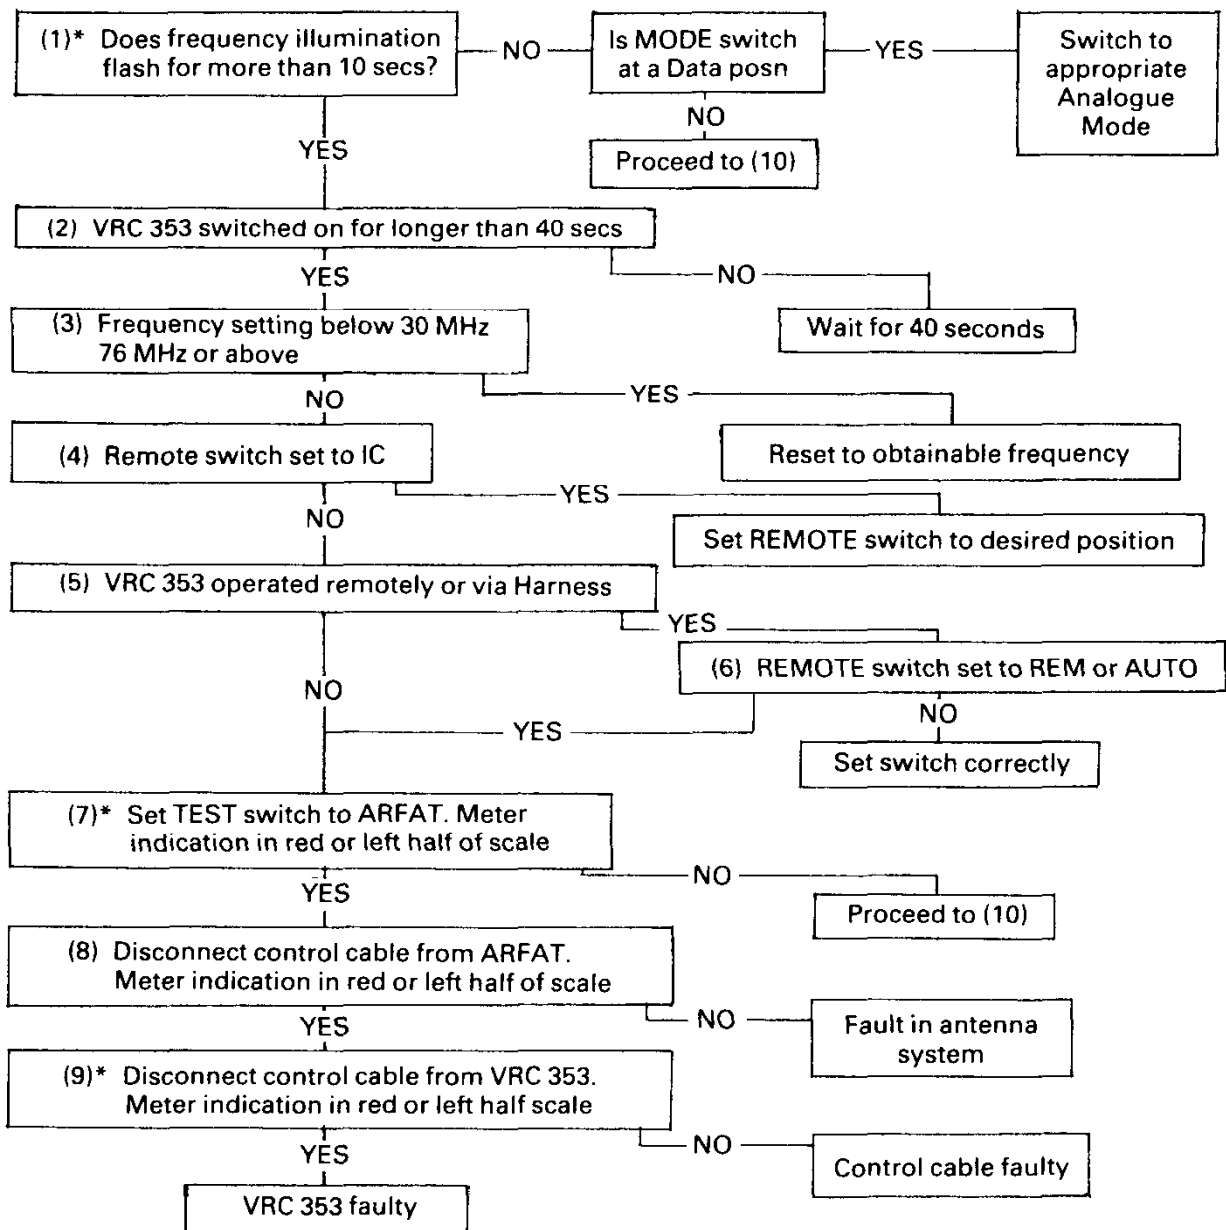 (1)* Does frequency illumination
flash for more than 10 secs?
NO
Is MODE switch
at a Data posn
YES
Switch to
appropriate
Analogue
Mode
NO
Proceed to (10)
YES
(2) VRC 353 switched on for longer than 40 secs
YES
NO
Wait for 40 seconds
(3) Frequency setting below 30 MHz
76 MHz or above
NO
YES
Reset to obtainable frequency
(4) Remote switch set to IC
YES
NO
Set REMOTE switch to desired position
(5) VRC 353 operated remotely or via Harness
YES
(6) REMOTE switch set to REM or AUTO
NO
NO
YES
Set switch correctly
(7)* Set TEST switch to ARFAT. Meter
indication in red or left half of scale
NO
YES
Proceed to (10)
(8) Disconnect control cable from ARFAT.
Meter indication in red or left half of scale
NO
YES
Fault in antenna
system
(9)* Disconnect control cable from VRC 353.
Meter indication in red or left half scale
NO
YES
Control cable faulty
VRC 353 faulty